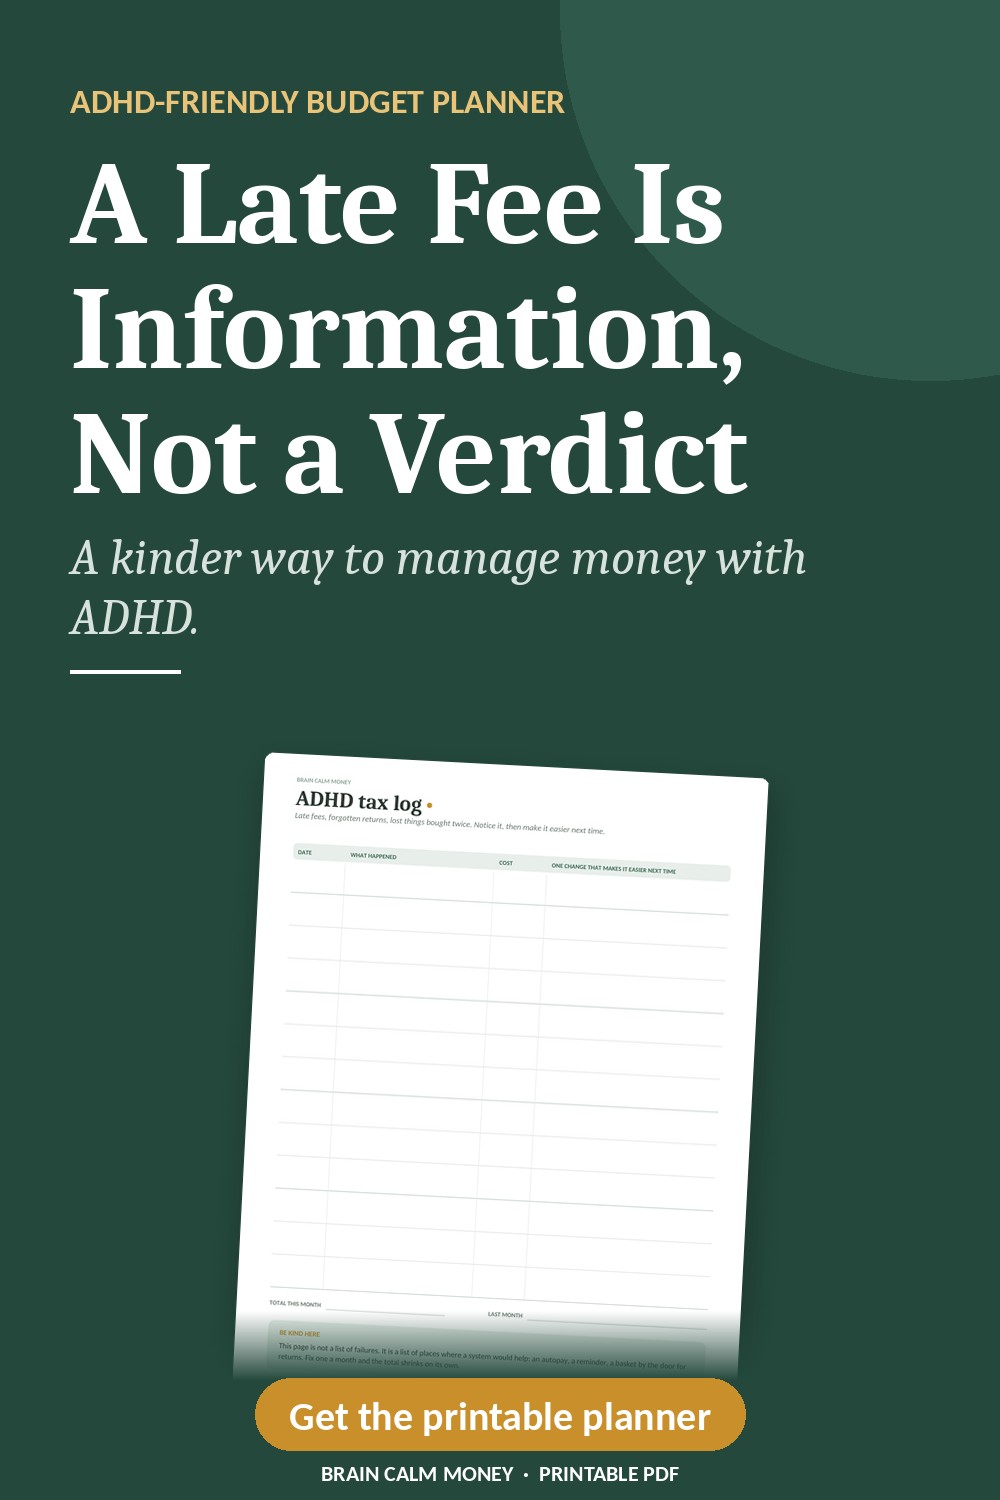 ADHD-FRIENDLY BUDGET PLANNER
A Late Fee Is
Information,
Not a Verdict
A kinder way to manage money with
ADHD.
BRAIN CALM MONEY
ADHD tax log •
Late fees, forgotten returns, lost things bought twice. Notice it, then make it easier next time.
DATE WHAT HAPPENED COST ONE CHANGE THAT MAKES IT EASIER NEXT TIME
TOTAL THIS MONTH LAST MONTH
BE KIND HERE
This page is not a list of failures. It is a list of places where a system would help: an autopay, a reminder, a basket by the door for
returns. Fix one a month and the total shrinks on its own.
Get the printable planner
BRAIN CALM MONEY · PRINTABLE PDF